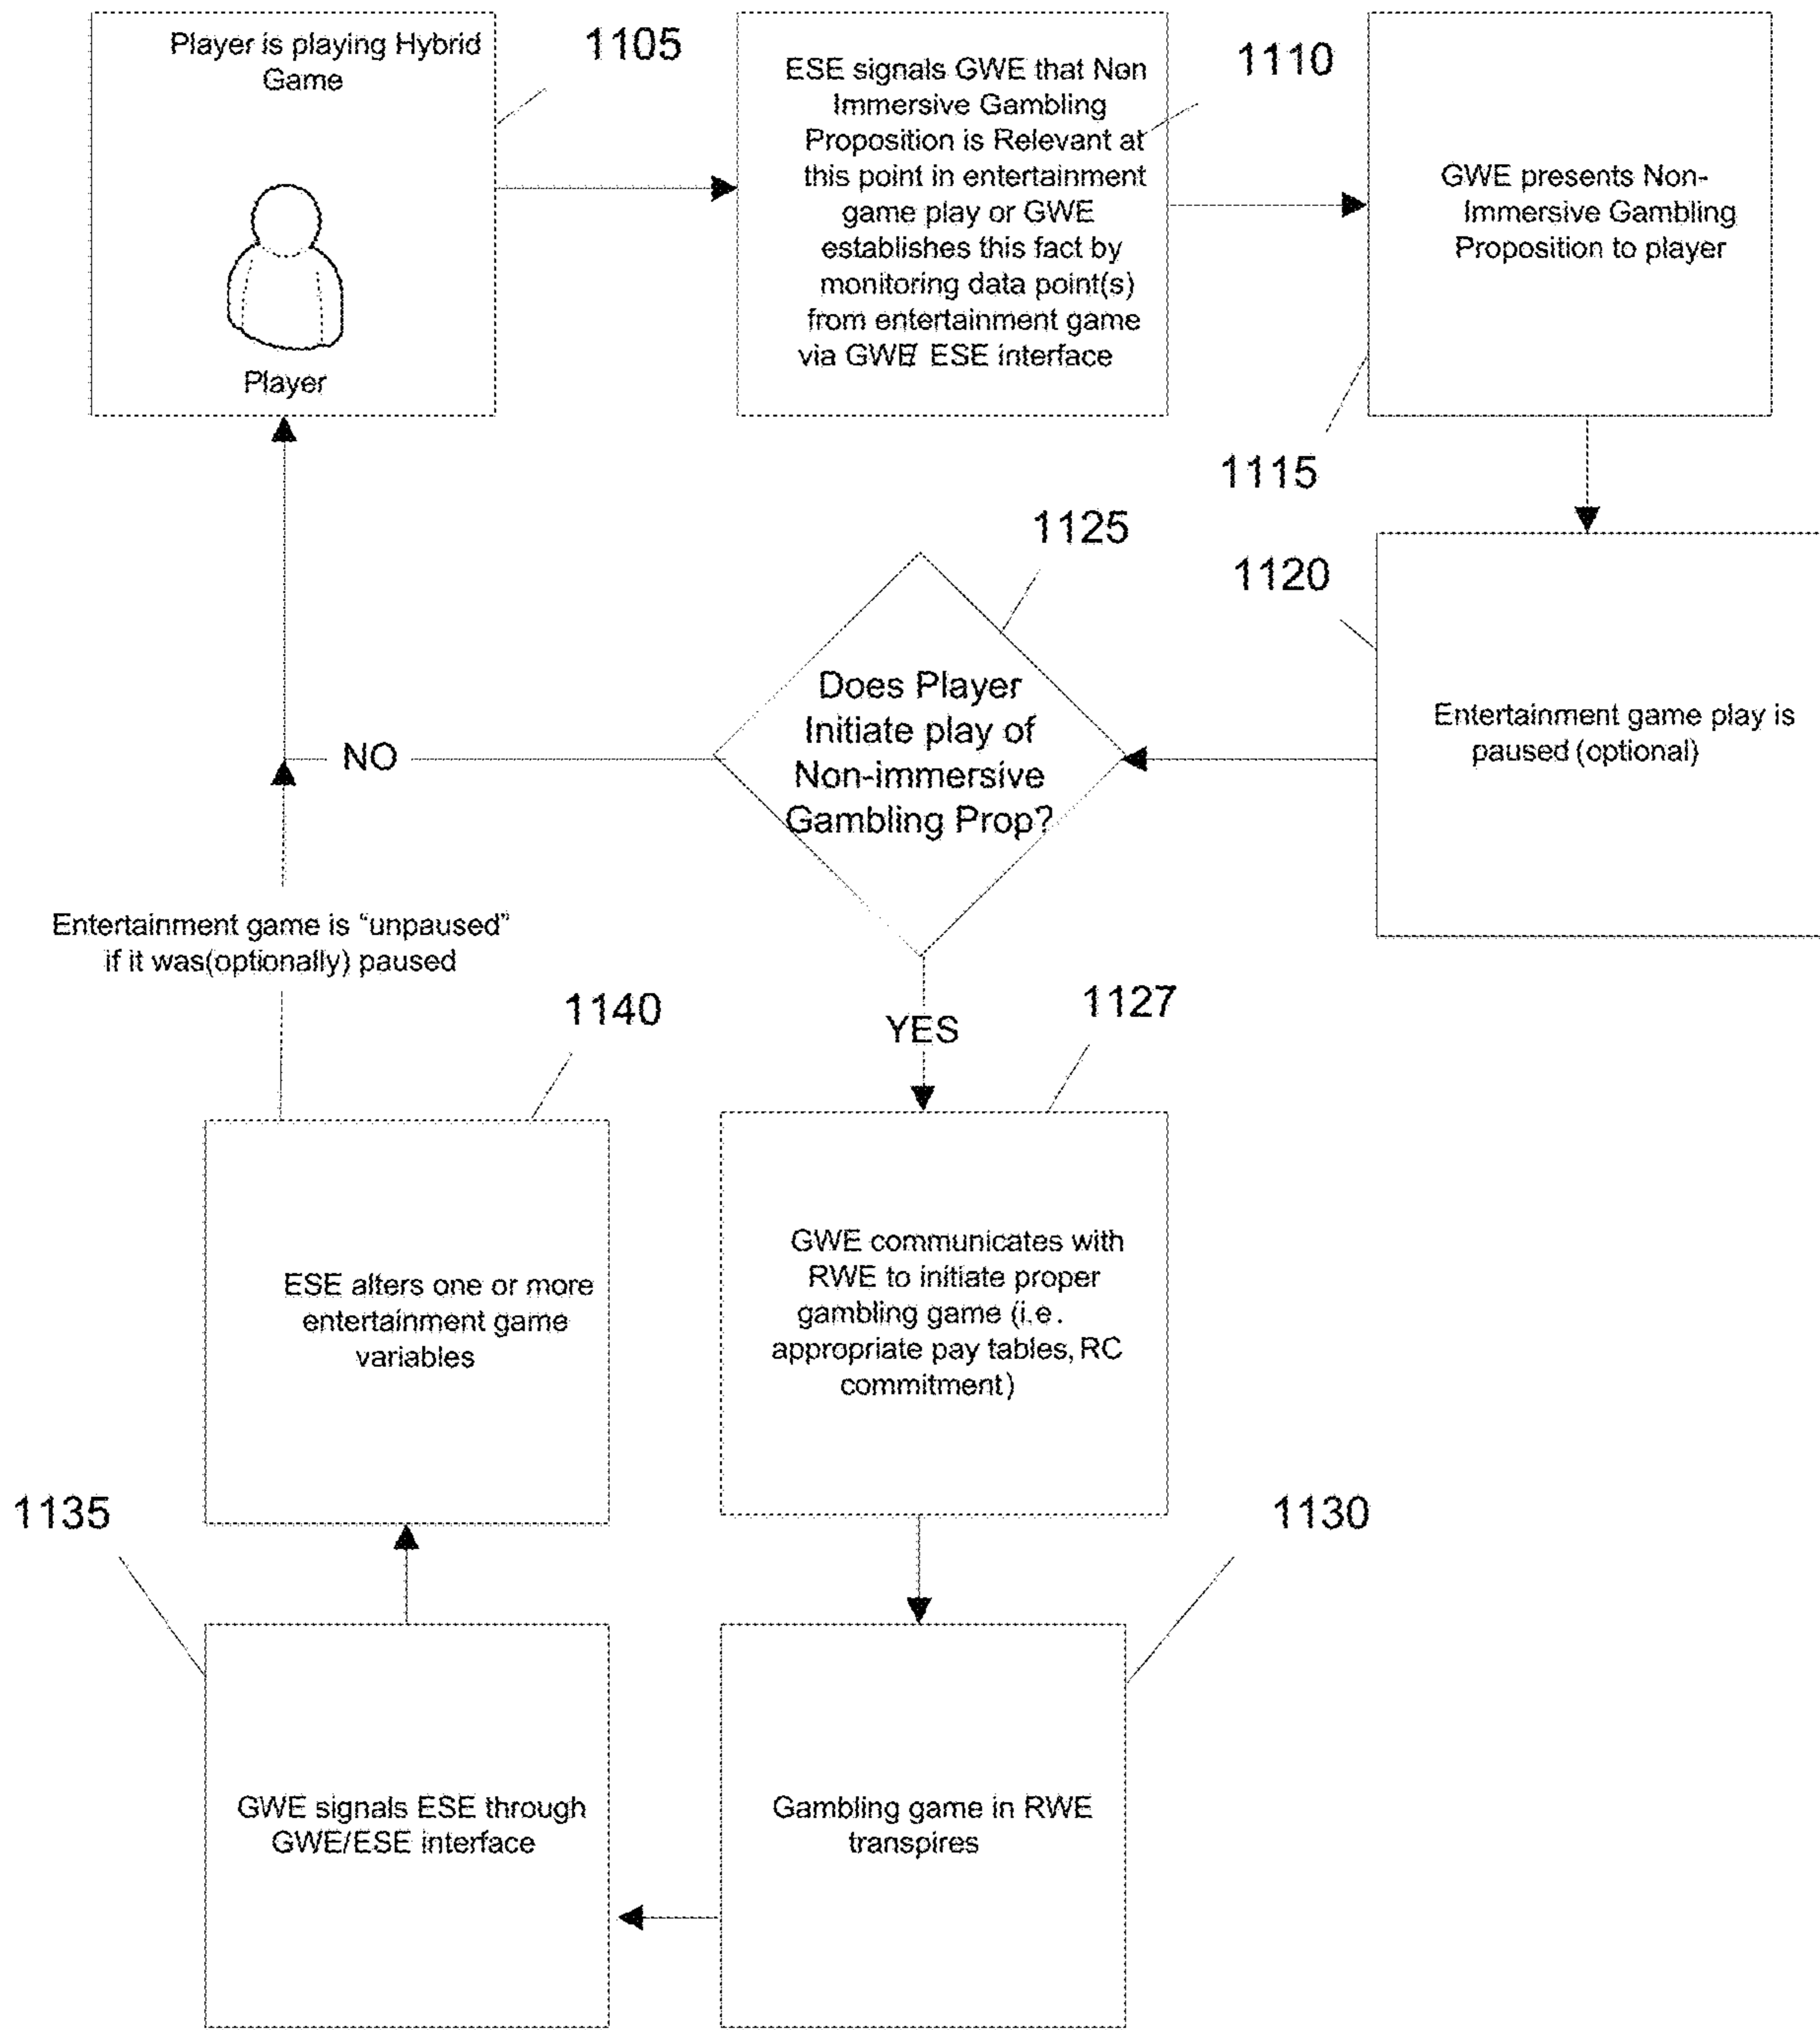 Player is playing Hybrid
Game
Player
1105
ESE signals GWE that Non
Immersive Gambling
Proposition is Relevant at
this point in entertainment
game play or GWE
establishes this fact by
monitoring data point(s)
from entertainment game
via GWE/ ESE interface
1110
GWE presents Non-
Immersive Gambling
Proposition to player
1115
1120
Entertainment game play is
paused (optional)
1125
Does Player
Initiate play of
Non-immersive
Gambling Prop?
NO
YES
Entertainment game is “unpaused”
if it was(optionally) paused
1127
GWE communicates with
RWE to initiate proper
gambling game (i.e.
appropriate pay tables, RC
commitment)
1140
ESE alters one or more
entertainment game
variables
1130
Gambling game in RWE
transpires
1135
GWE signals ESE through
GWE/ESE interface